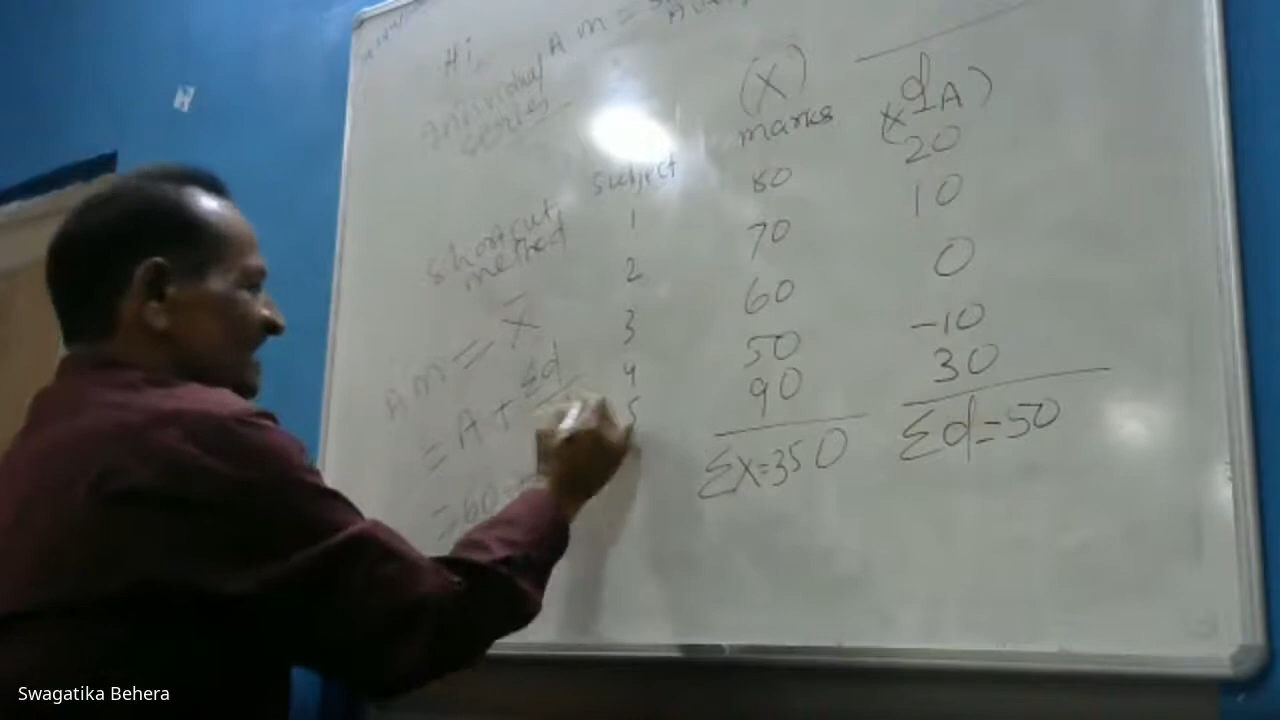 Hi
A M =
Individual
series
(X)
marks
d
(X-A)
subject
80 20
1 70 10
2 60 0
3 50 -10
4 90 30
5
Σx=350 Σd=50
shortcut
method
A M = X̄
= A + Σd
= 60
Swagatika Behera